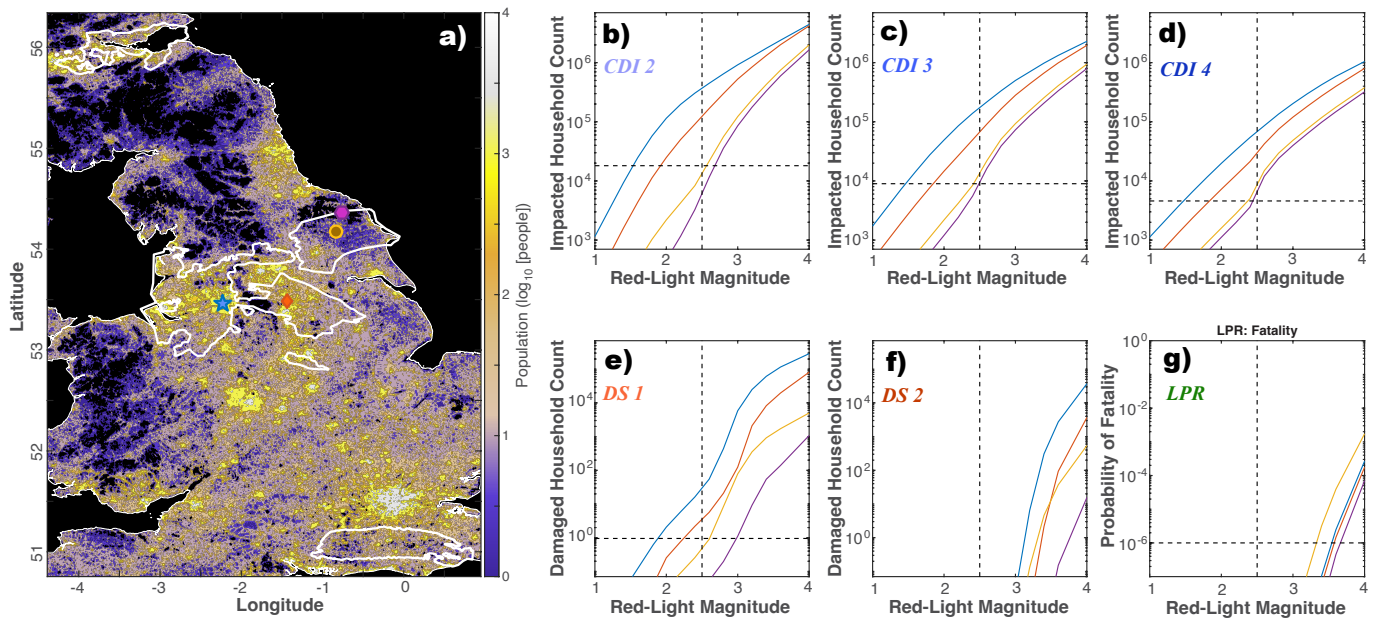 a)
56
55
54
53
52
51
Latitude
-4
-3
-2
-1
0
Longitude
4
3
2
1
0
Population (log10 [people])
b)
CDI 2
Impacted Household Count
10^6
10^5
10^4
10^3
1 2 3 4
Red-Light Magnitude
c)
CDI 3
Impacted Household Count
10^6
10^5
10^4
10^3
1 2 3 4
Red-Light Magnitude
d)
CDI 4
Impacted Household Count
10^6
10^5
10^4
10^3
1 2 3 4
Red-Light Magnitude
e)
DS 1
Damaged Household Count
10^4
10^2
10^0
1 2 3 4
Red-Light Magnitude
f)
DS 2
Damaged Household Count
10^4
10^2
10^0
1 2 3 4
Red-Light Magnitude
LPR: Fatality
g)
LPR
Probability of Fatality
10^0
10^-2
10^-4
10^-6
1 2 3 4
Red-Light Magnitude